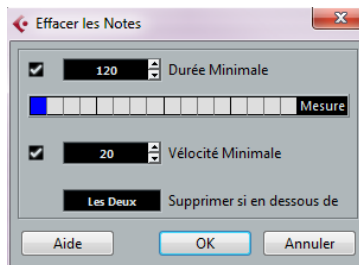 Effacer les Notes
120 Durée Minimale
Mesure
20 Vélocité Minimale
Les Deux Supprimer si en dessous de
Aide OK Annuler